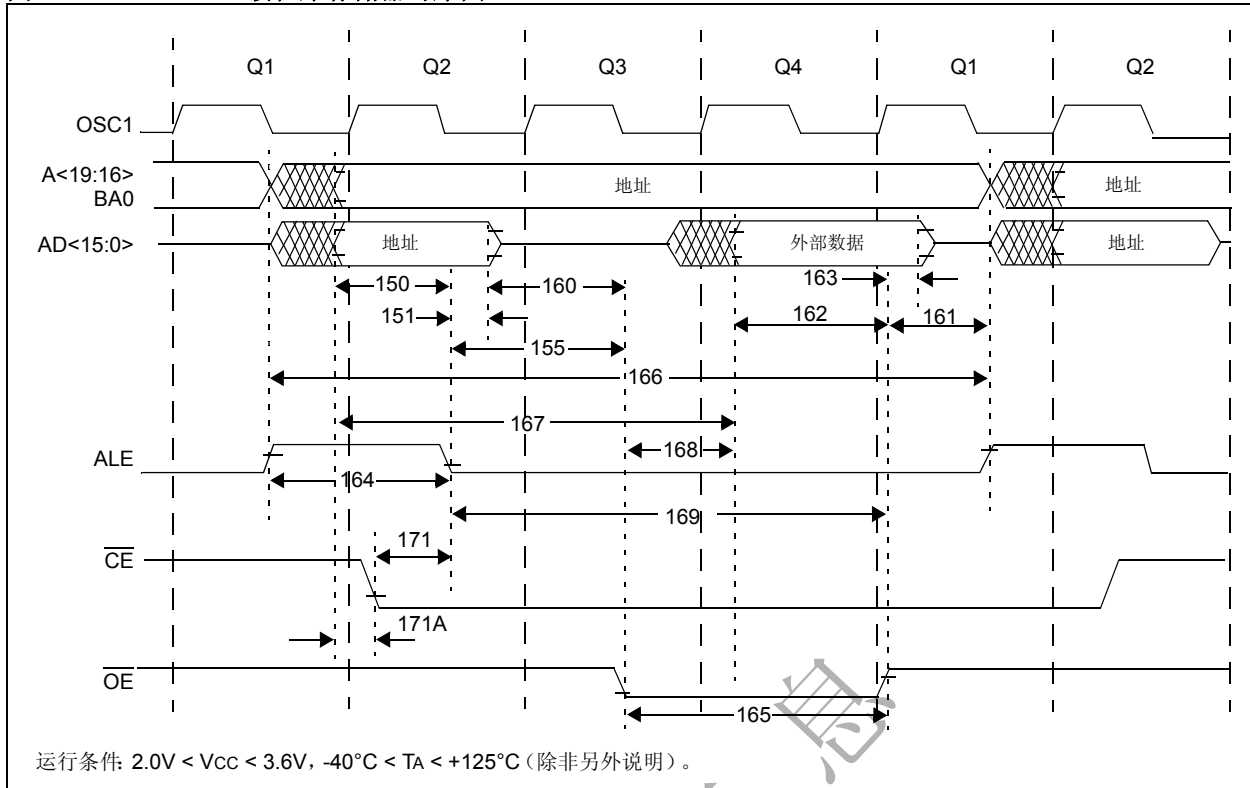 Q1 Q2 Q3 Q4 Q1 Q2
OSC1
A<19:16>
BA0
地址 地址
AD<15:0>
地址 外部数据 地址
163
150 160
151 162 161
155
166
167
ALE
168
164
169
CE
171
171A
OE
165
息
运行条件: 2.0V < VCC < 3.6V, -40°C < TA < +125°C（除非另外说明）。